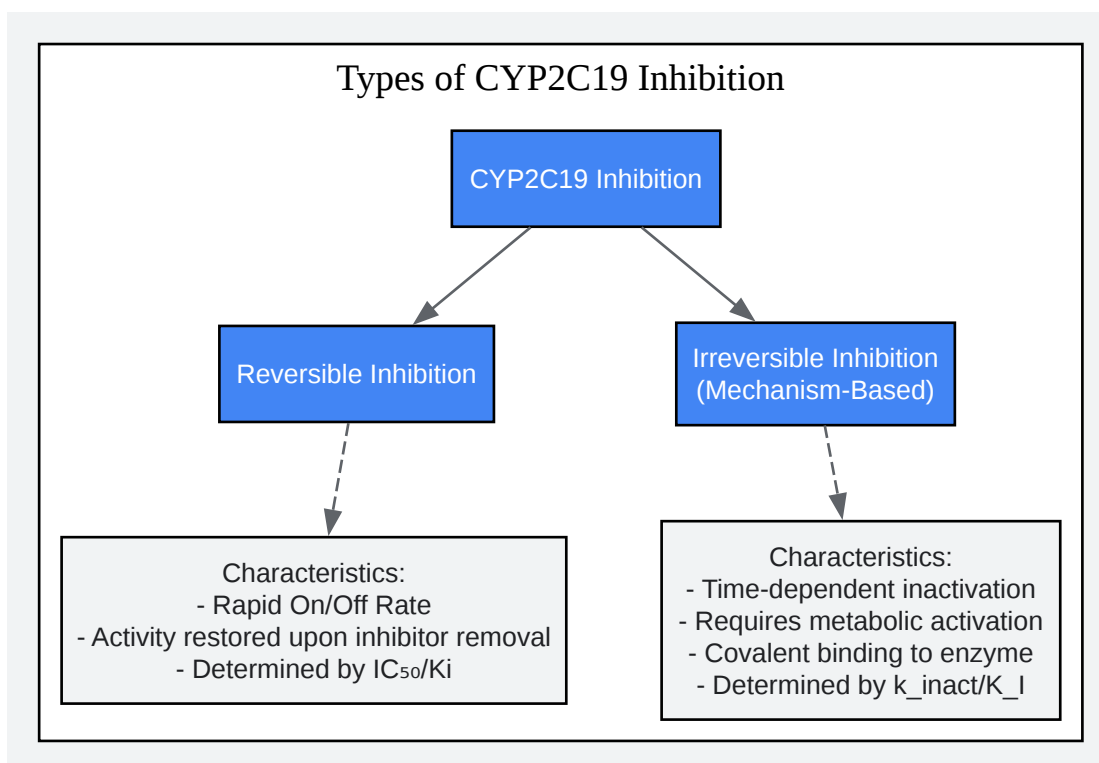 Types of CYP2C19 Inhibition
CYP2C19 Inhibition
Reversible Inhibition
Irreversible Inhibition
(Mechanism-Based)
Characteristics:
- Rapid On/Off Rate
- Activity restored upon inhibitor removal
- Determined by IC₅₀/Ki
Characteristics:
- Time-dependent inactivation
- Requires metabolic activation
- Covalent binding to enzyme
- Determined by k_inact/K_I